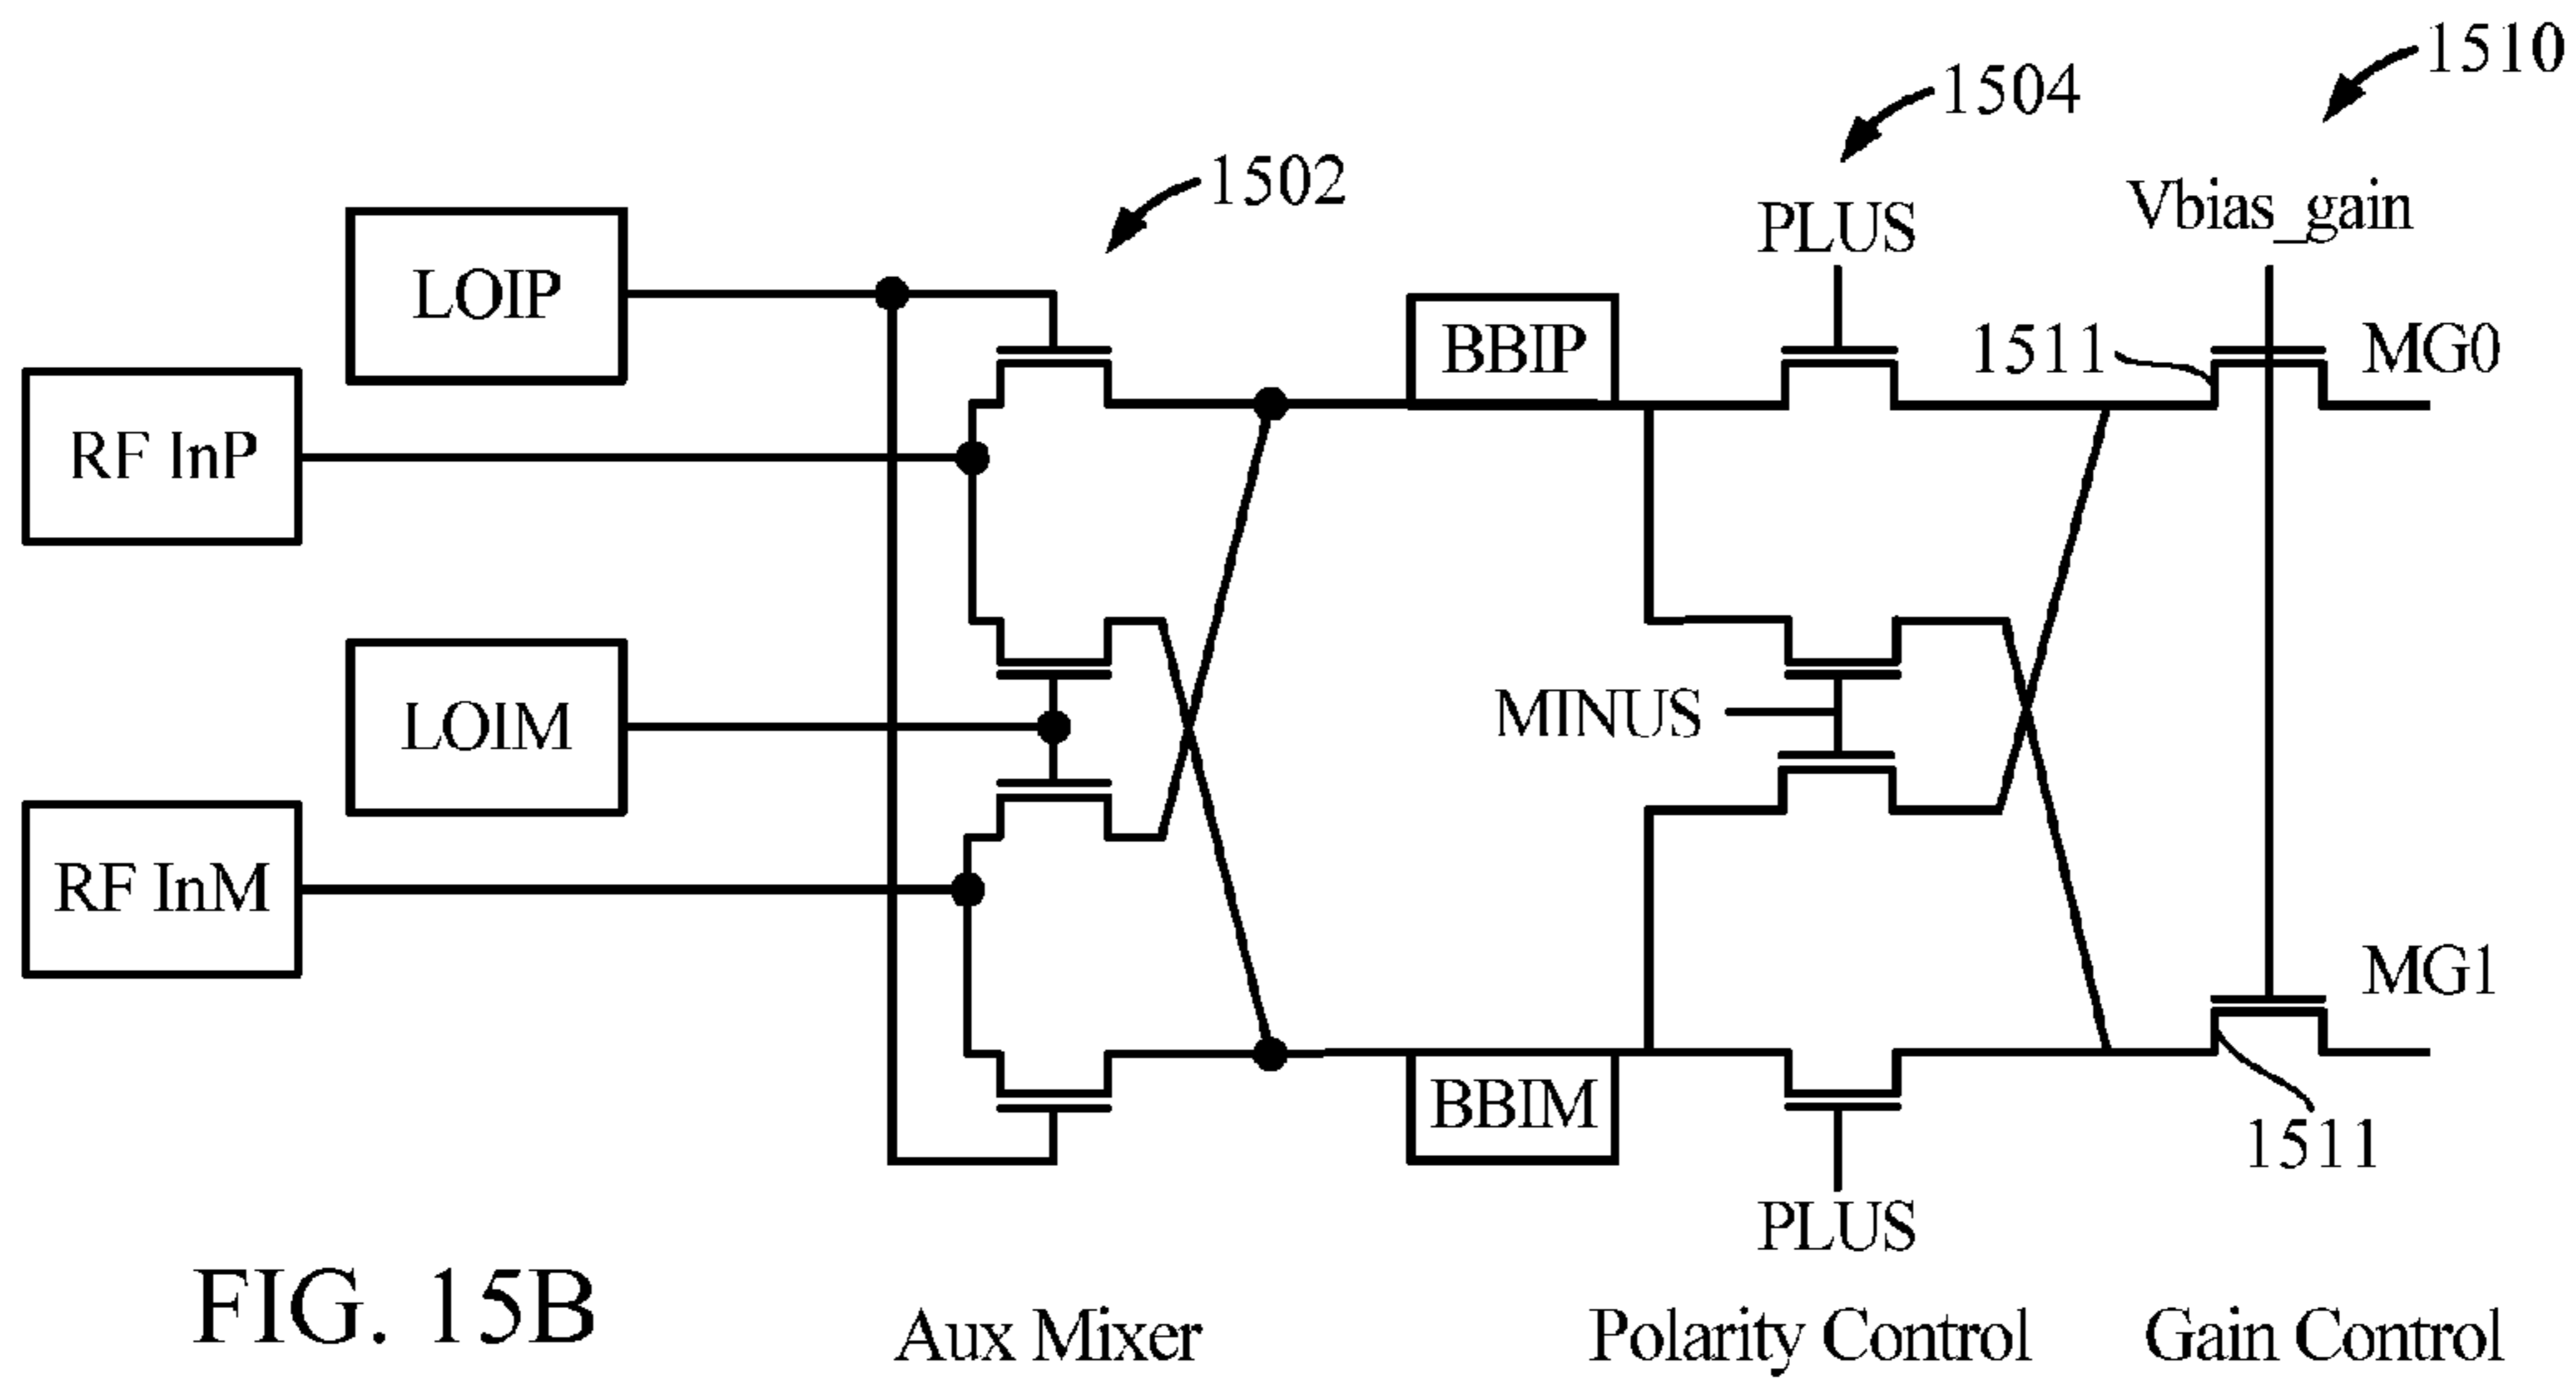 1510
1504
1502
PLUS
Vbias_gain
LOIP
BBIP
1511
MG0
RF InP
LOIM
MINUS
RF InM
MG1
BBIM
1511
PLUS
FIG. 15B
Aux Mixer
Polarity Control
Gain Control